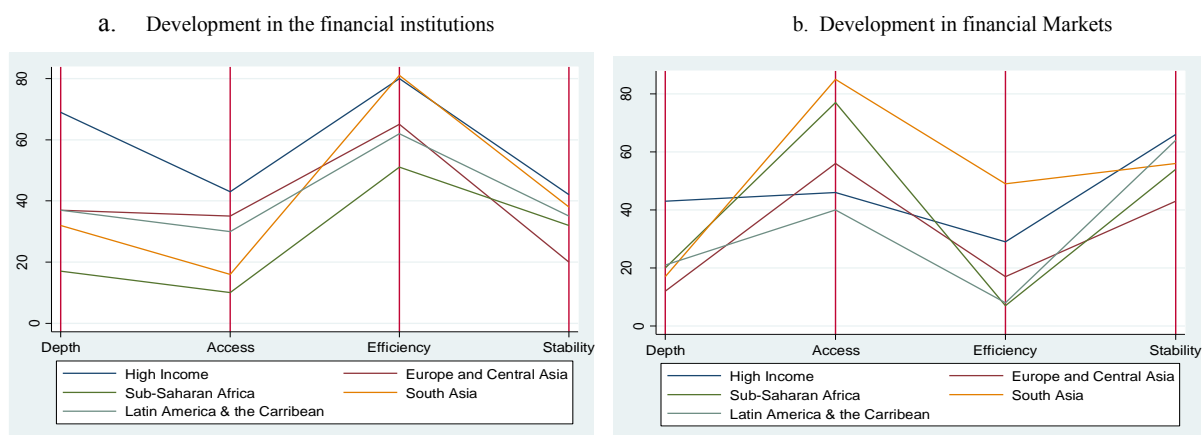 a. Development in the financial institutions
80
60
40
20
0
Depth Access Efficiency Stability
High Income Europe and Central Asia
Sub-Saharan Africa South Asia
Latin America & the Carribean
b. Development in financial Markets
80
60
40
20
0
Depth Access Efficiency Stability
High Income Europe and Central Asia
Sub-Saharan Africa South Asia
Latin America & the Carribean